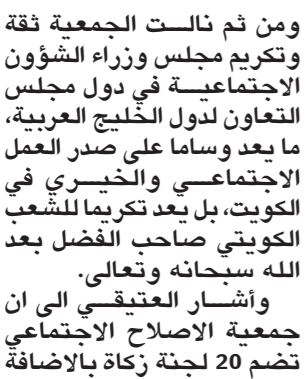 ومن ثم نالت الجمعية ثقة
وتكريم مجلس وزراء الشؤون
الاجتماعية في دول مجلس
التعاون لدول الخليج العربية،
ما يعد وساما على صدر العمل
الاجتماعي والخيري في
الكويت، بل يعد تكريما للشعب
الكويتي صاحب الفضل بعد
الله سبحانه وتعالى.
وأشار العتيقي الى ان
جمعية الاصلاح الاجتماعي
تضم 20 لجنة زكاة بالاضافة